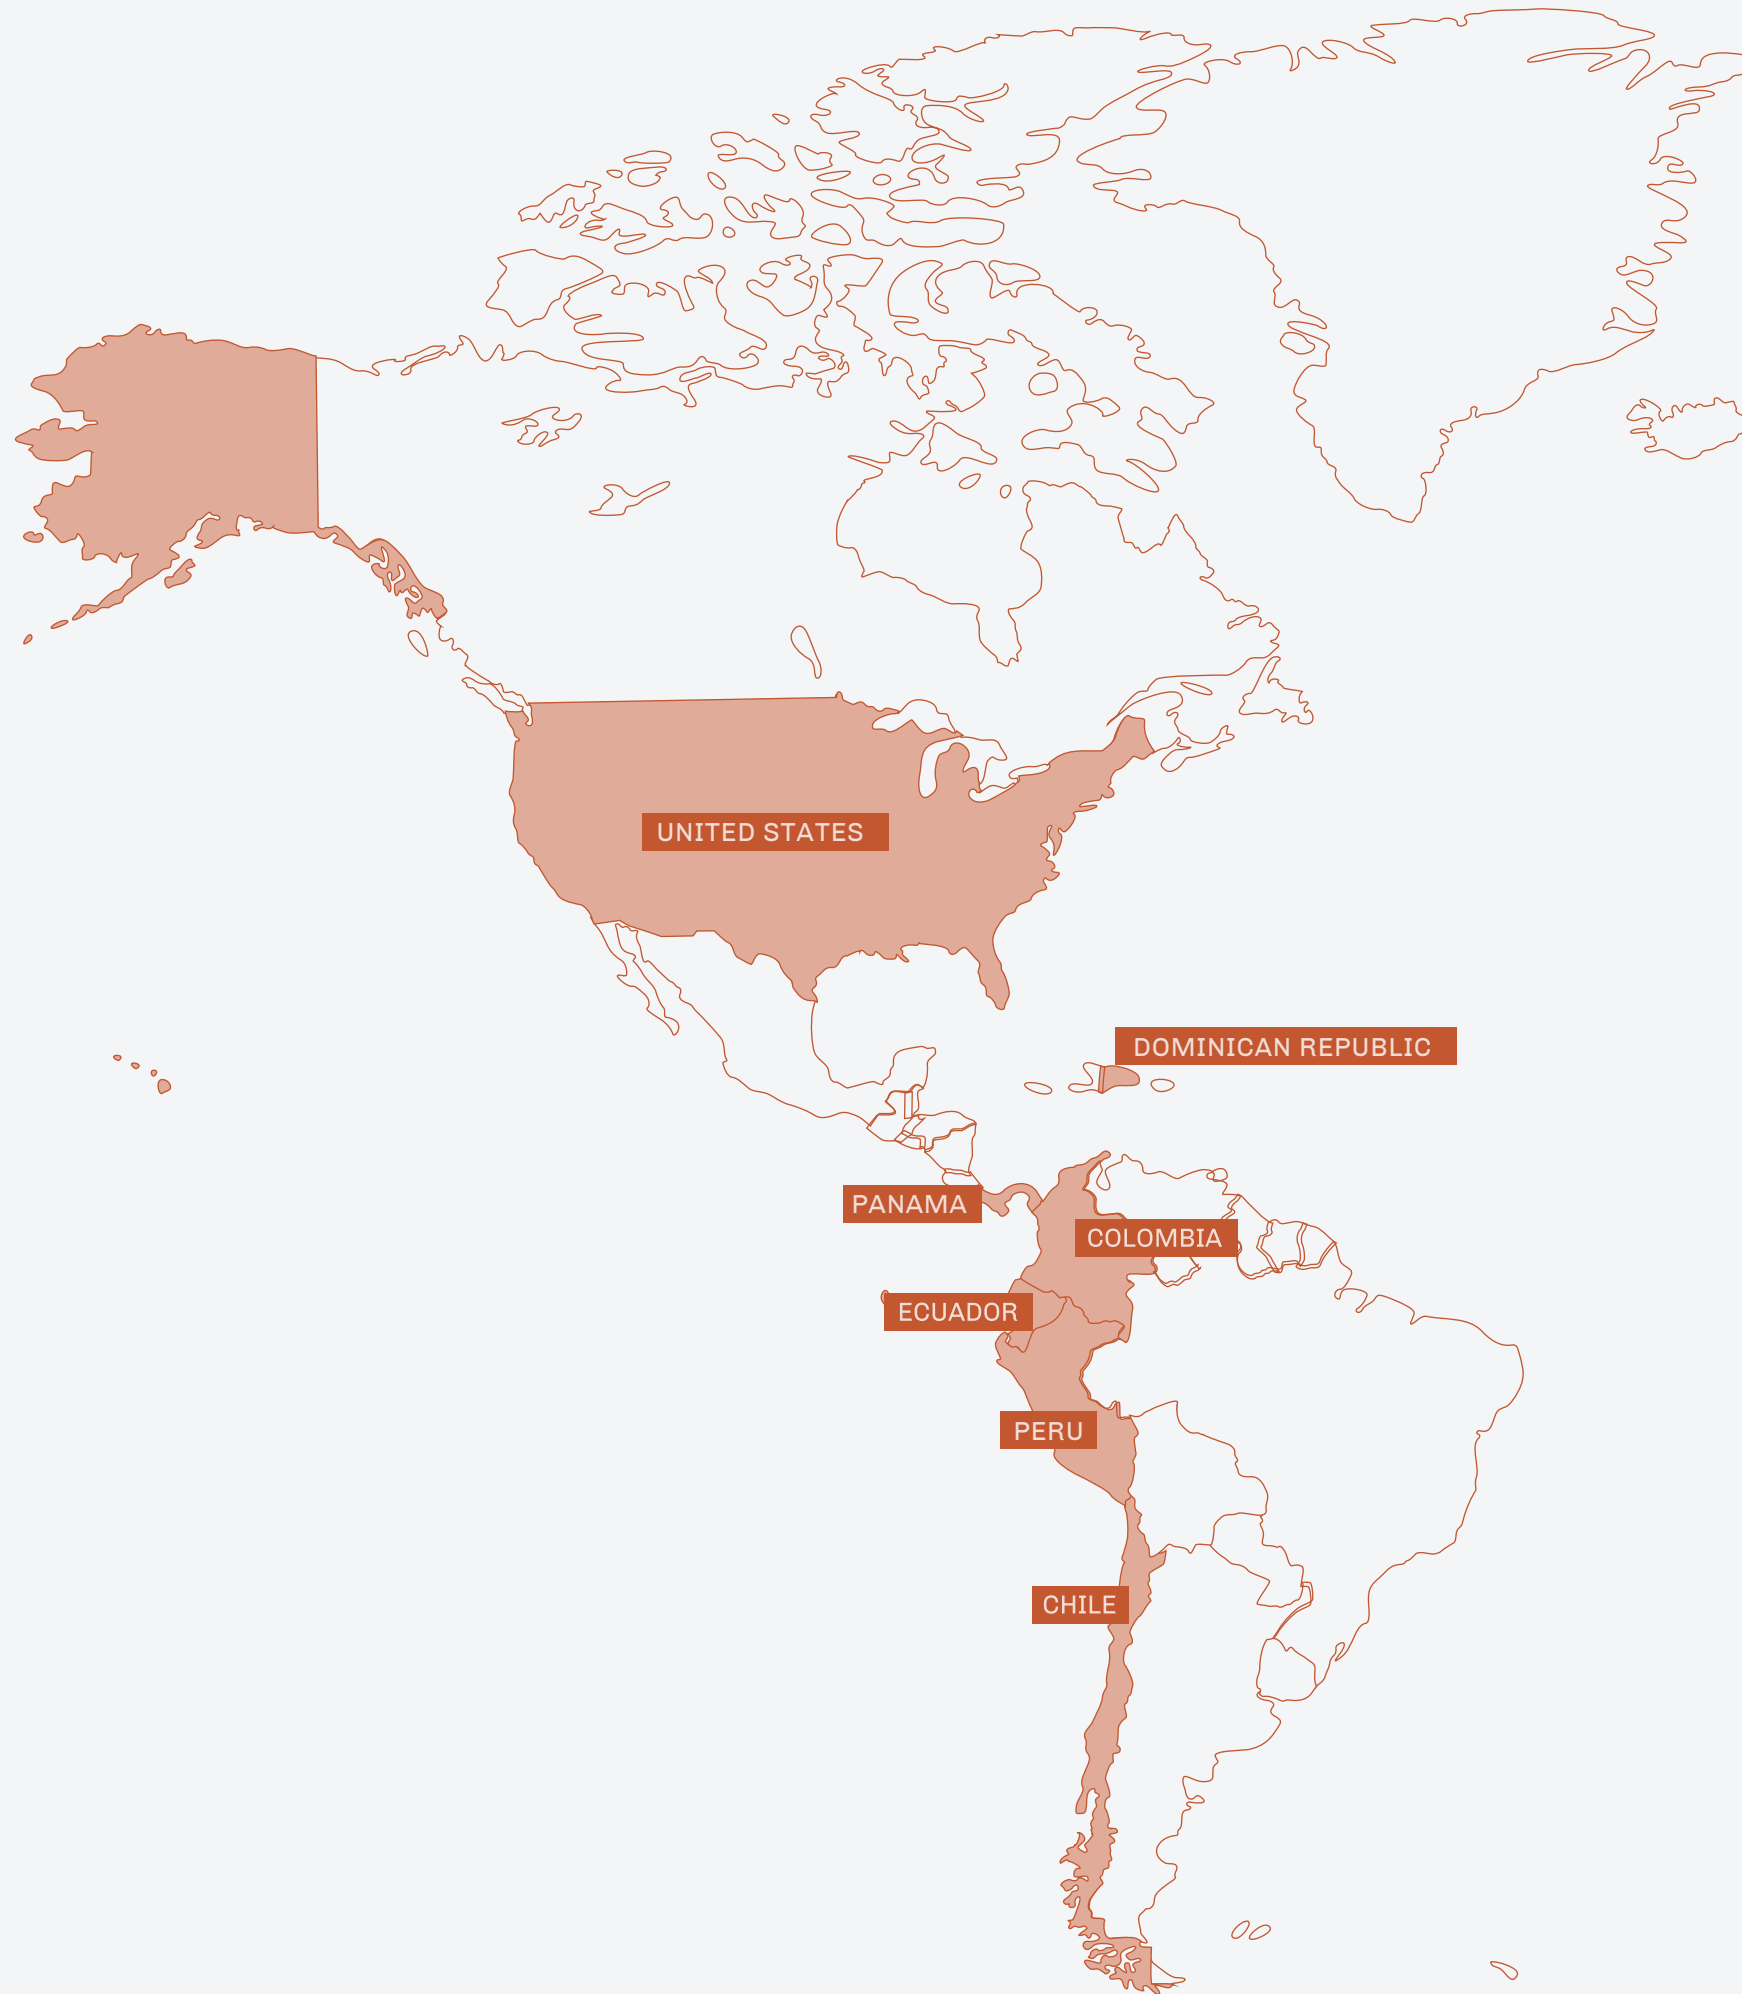 UNITED STATES
DOMINICAN REPUBLIC
PANAMA
COLOMBIA
ECUADOR
PERU
CHILE